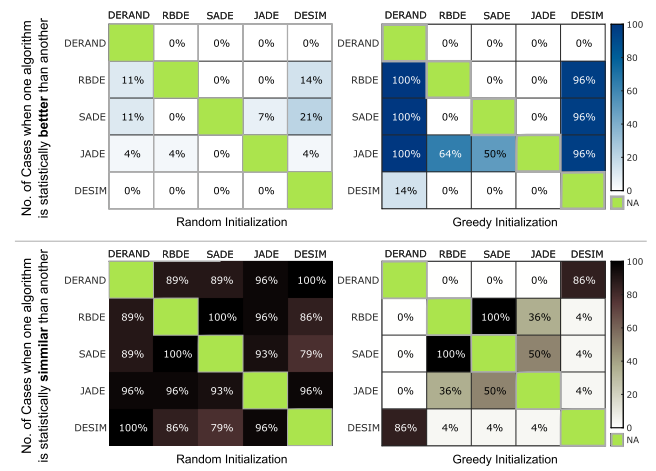 DERAND RBDE SADE JADE DESIM
DERAND 0% 0% 0% 0%
RBDE 11% 0% 0% 14%
SADE 11% 0% 7% 21%
JADE 4% 4% 0% 4%
DESIM 0% 0% 0% 0%
Random Initialization
No. of Cases when one algorithm
is statistically bettter than another
DERAND RBDE SADE JADE DESIM
DERAND 0% 0% 0% 0%
RBDE 100% 0% 0% 96%
SADE 100% 0% 0% 96%
JADE 100% 64% 50% 96%
DESIM 14% 0% 0% 0%
Greedy Initialization
100
80
60
40
20
0
NA
DERAND RBDE SADE JADE DESIM
DERAND 89% 89% 96% 100%
RBDE 89% 100% 96% 86%
SADE 89% 100% 93% 79%
JADE 96% 96% 93% 96%
DESIM 100% 86% 79% 96%
Random Initialization
No. of Cases when one algorithm
is statistically simmilar than another
DERAND RBDE SADE JADE DESIM
DERAND 0% 0% 0% 86%
RBDE 0% 100% 36% 4%
SADE 0% 100% 50% 4%
JADE 0% 36% 50% 4%
DESIM 86% 4% 4% 4%
Greedy Initialization
100
80
60
40
20
0
NA